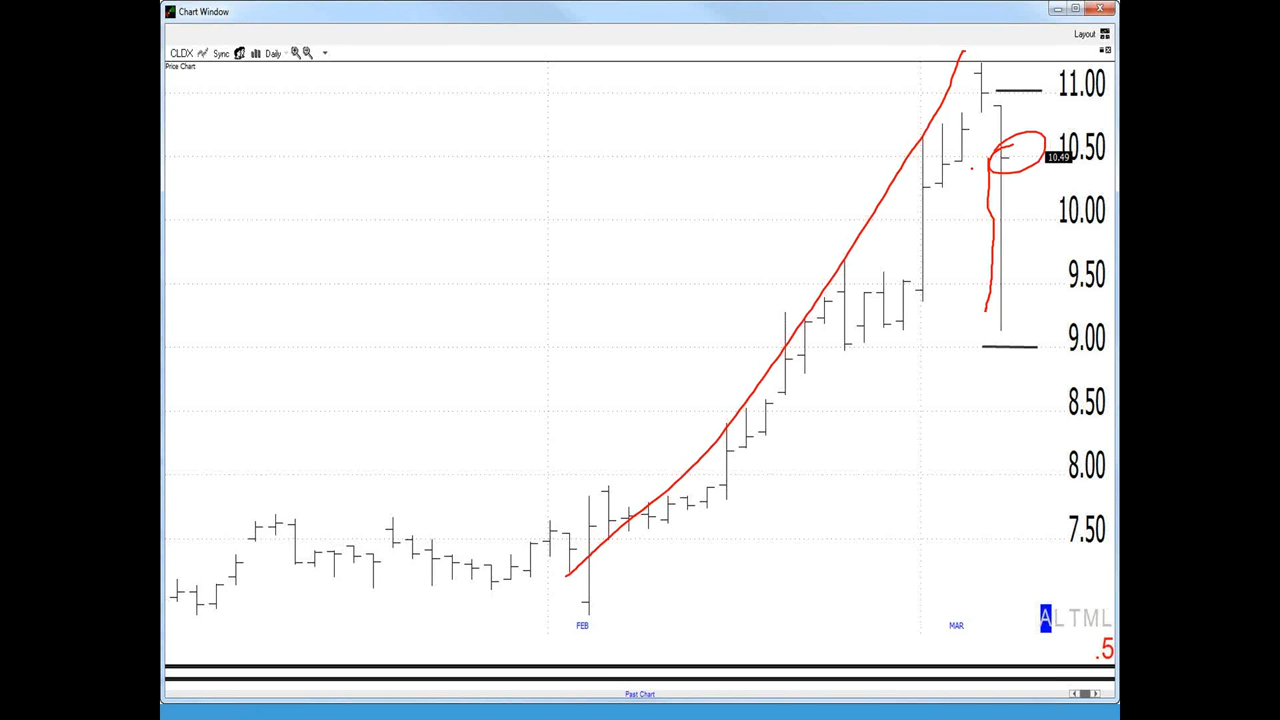 Chart Window
Layout
CLDX Sync Daily
Price Chart
11.00
10.50
10.49
10.00
9.50
9.00
8.50
8.00
7.50
FEB MAR
ALTML
.5
Past Chart